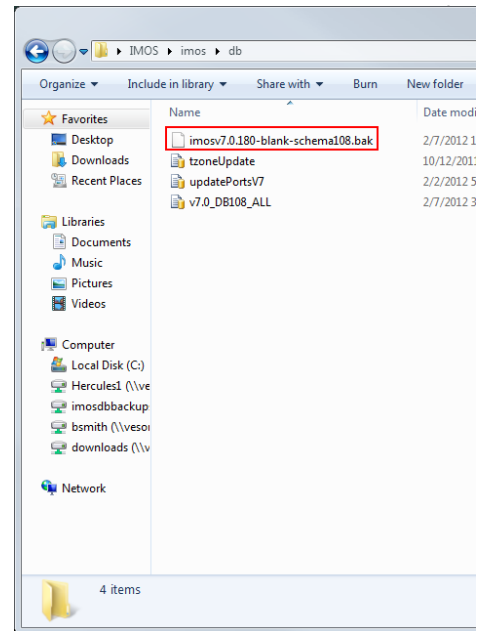 IMOS ▸ imos ▸ db
Organize Include in library Share with Burn New folder
Favorites
Desktop
Downloads
Recent Places
Libraries
Documents
Music
Pictures
Videos
Computer
Local Disk (C:)
Hercules1 (\\ve
imosdbbackup
bsmith (\\vesor
downloads (\\v
Network
Name Date modi
imosv7.0.180-blank-schema108.bak 2/7/2012 1
tzoneUpdate 10/12/201
updatePortsV7 2/2/2012 5
v7.0_DB108_ALL 2/7/2012 3
4 items